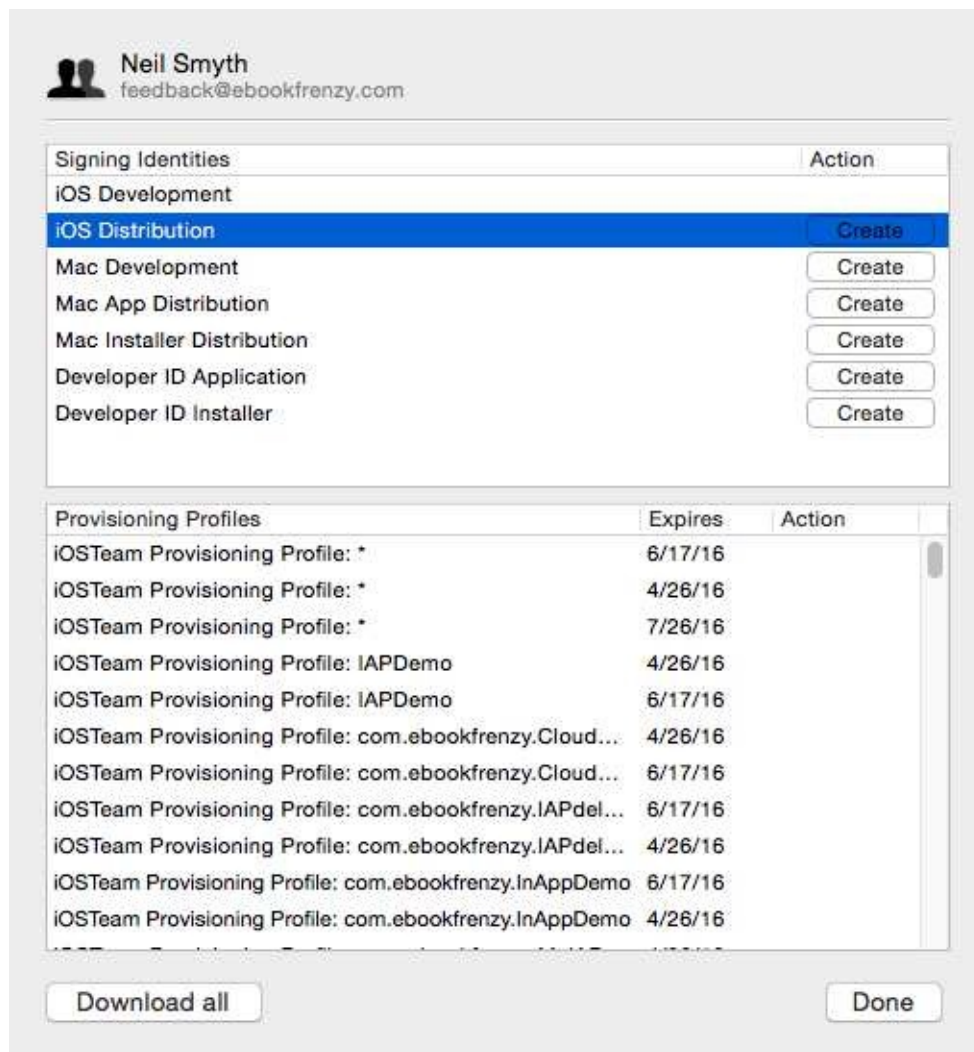 Neil Smyth
feedback@ebookfrenzy.com
Signing Identities Action
iOS Development
iOS Distribution Create
Mac Development Create
Mac App Distribution Create
Mac Installer Distribution Create
Developer ID Application Create
Developer ID Installer Create
Provisioning Profiles Expires Action
iOSTeam Provisioning Profile: * 6/17/16
iOSTeam Provisioning Profile: * 4/26/16
iOSTeam Provisioning Profile: * 7/26/16
iOSTeam Provisioning Profile: IAPDemo 4/26/16
iOSTeam Provisioning Profile: IAPDemo 6/17/16
iOSTeam Provisioning Profile: com.ebookfrenzy.Cloud... 4/26/16
iOSTeam Provisioning Profile: com.ebookfrenzy.Cloud... 6/17/16
iOSTeam Provisioning Profile: com.ebookfrenzy.IAPdel... 6/17/16
iOSTeam Provisioning Profile: com.ebookfrenzy.IAPdel... 4/26/16
iOSTeam Provisioning Profile: com.ebookfrenzy.InAppDemo 6/17/16
iOSTeam Provisioning Profile: com.ebookfrenzy.InAppDemo 4/26/16
Download all Done